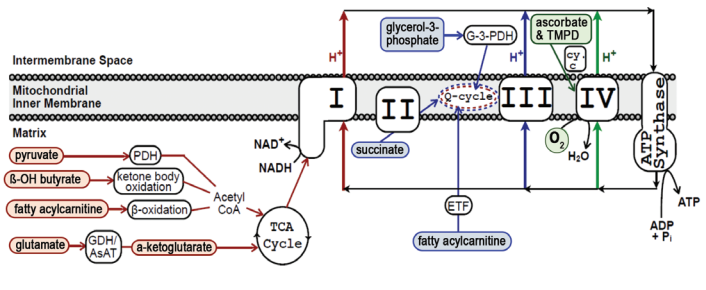 glycerol-3-
phosphate
G-3-PDH
ascorbate
& TMPD
Intermembrane Space
H+
H+
H+
cy.
c
Mitochondrial
Inner Membrane
I
II
Q-cycle
III
IV
ATP
Synthase
Matrix
NAD+
NADH
succinate
O2
H2O
pyruvate
PDH
ß-OH butyrate
ketone body
oxidation
Acetyl
CoA
fatty acylcarnitine
β-oxidation
ETF
ATP
ADP
+ Pi
TCA
Cycle
glutamate
GDH/
AsAT
a-ketoglutarate
fatty acylcarnitine